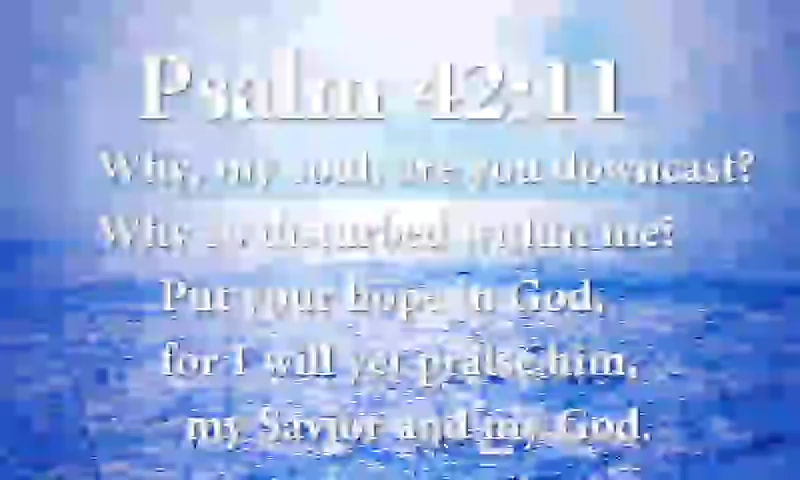 Psalm 42:11
Why, my soul, are you downcast?
Why so disturbed within me?
Put your hope in God,
for I will yet praise him,
my Savior and my God.